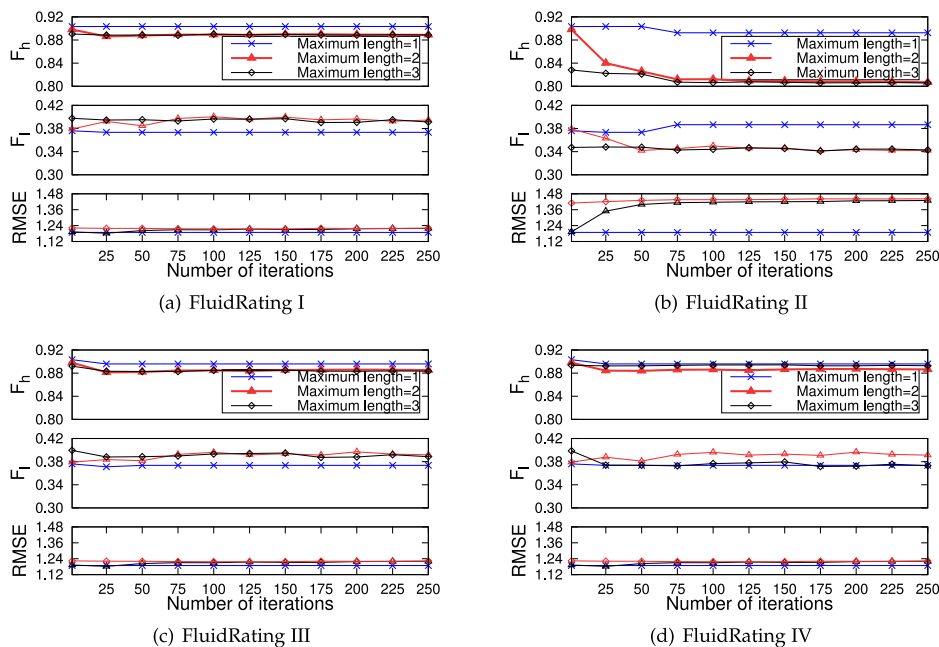 0.92
0.88
0.84
0.80
F_h
Maximum length=1
Maximum length=2
Maximum length=3
0.42
0.38
0.34
0.30
F_l
1.48
1.36
1.24
1.12
RMSE
25 50 75 100 125 150 175 200 225 250
Number of iterations
(a) FluidRating I
0.92
0.88
0.84
0.80
F_h
Maximum length=1
Maximum length=2
Maximum length=3
0.42
0.38
0.34
0.30
F_l
1.48
1.36
1.24
1.12
RMSE
25 50 75 100 125 150 175 200 225 250
Number of iterations
(b) FluidRating II
0.92
0.88
0.84
0.80
F_h
Maximum length=1
Maximum length=2
Maximum length=3
0.42
0.38
0.34
0.30
F_l
1.48
1.36
1.24
1.12
RMSE
25 50 75 100 125 150 175 200 225 250
Number of iterations
(c) FluidRating III
0.92
0.88
0.84
0.80
F_h
Maximum length=1
Maximum length=2
Maximum length=3
0.42
0.38
0.34
0.30
F_l
1.48
1.36
1.24
1.12
RMSE
25 50 75 100 125 150 175 200 225 250
Number of iterations
(d) FluidRating IV